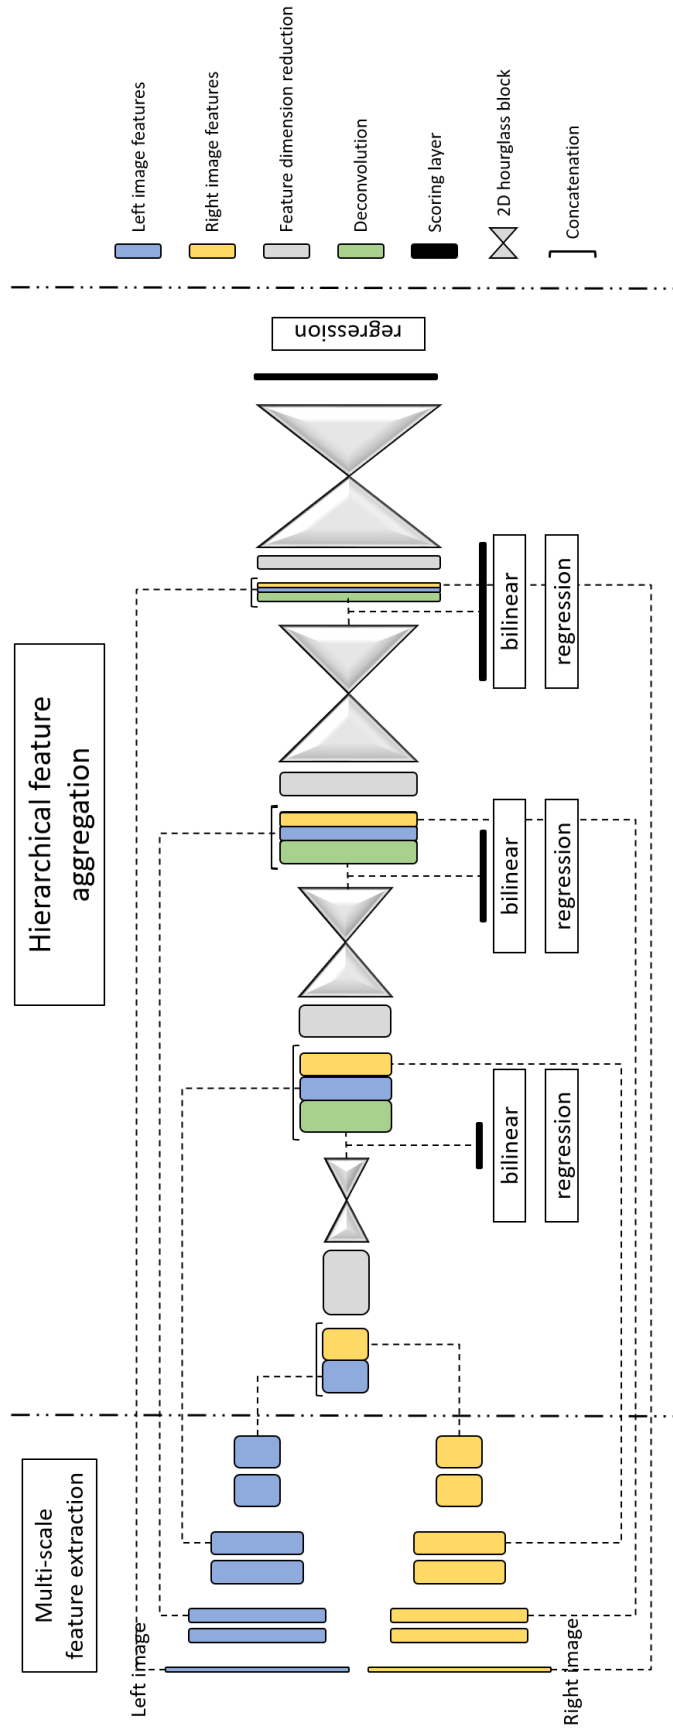 Multi-scale
feature extraction
Hierarchical feature
aggregation
Left image
Right image
bilinear
regression
bilinear
regression
bilinear
regression
regression
Left image features
Right image features
Feature dimension reduction
Deconvolution
Scoring layer
2D hourglass block
Concatenation